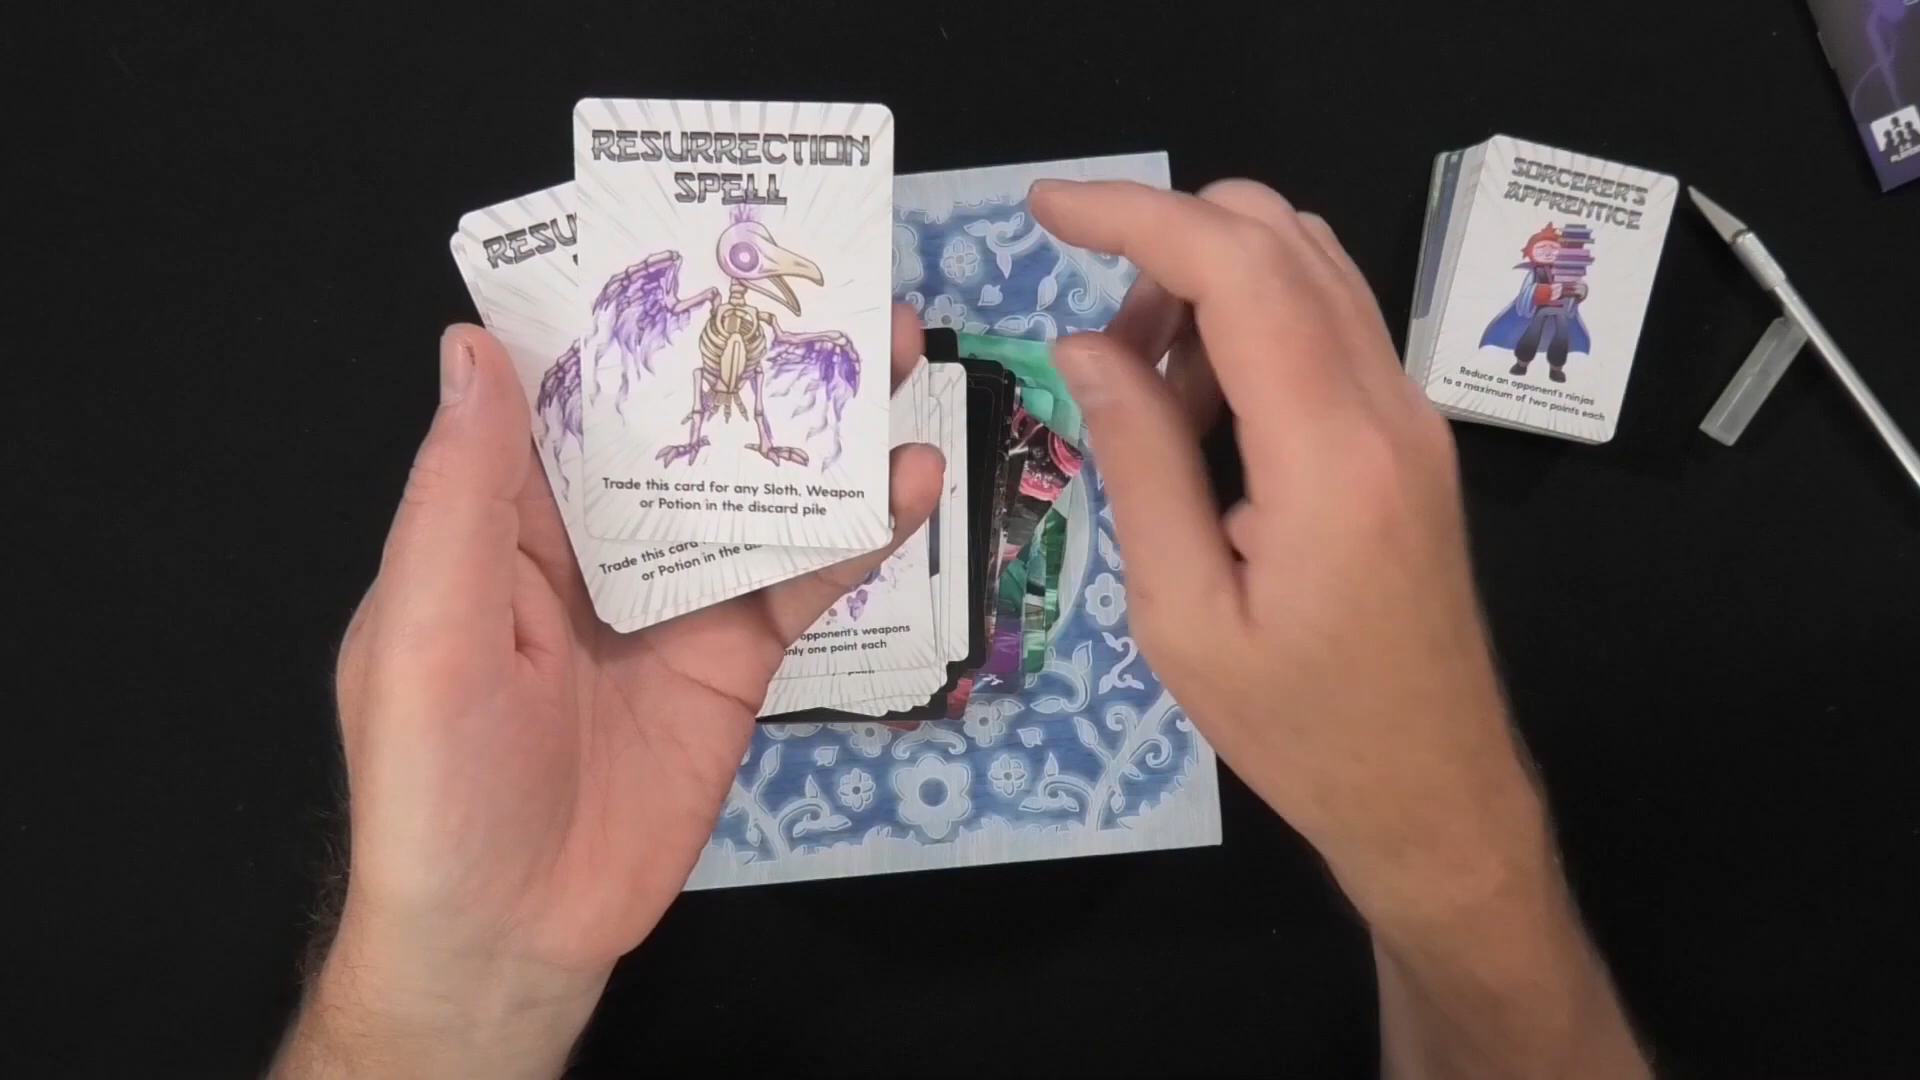 RESURRECTION
SPELL
Trade this card for any Sloth, Weapon
or Potion in the discard pile
RESU
Trade this card
or Potion in the
opponent's weapons
only one point each
SORCERER'S
APPRENTICE
Reduce an opponent's ninjas
to a maximum of two points each